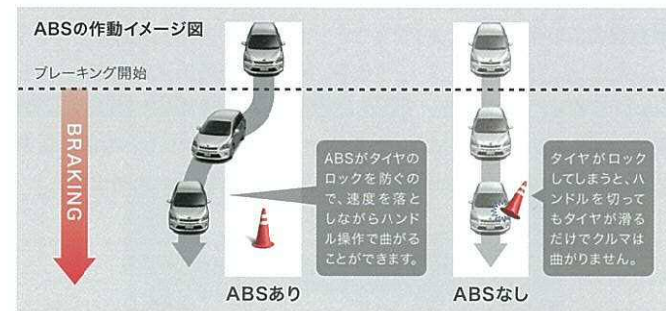 ABSの作動イメージ図
ブレーキング開始
BRAKING
ABSがタイヤの
ロックを防ぐの
で、速度を落と
しながらハンド
ル操作で曲がる
ことができます。
タイヤがロック
してしまうと、ハ
ンドルを切って
もタイヤが滑る
だけでクルマは
曲がりません。
ABSあり
ABSなし